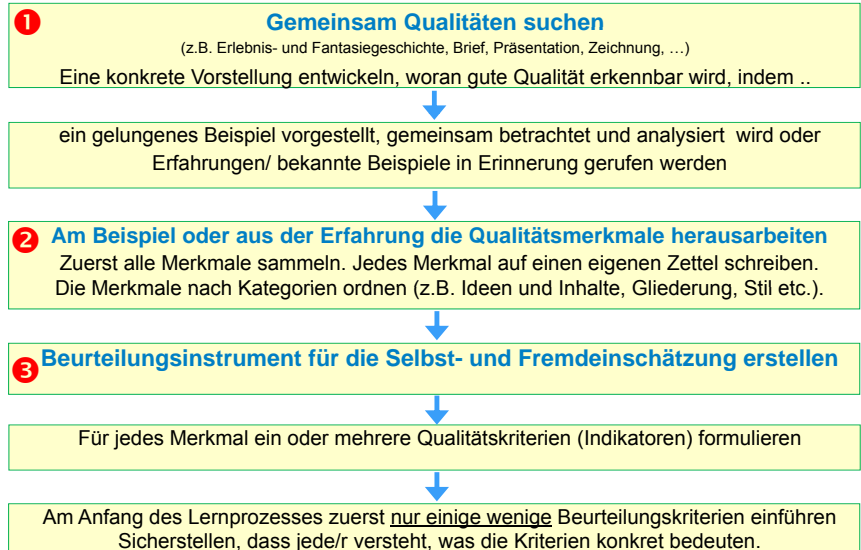 ❶ Gemeinsam Qualitäten suchen
(z.B. Erlebnis- und Fantasiegeschichte, Brief, Präsentation, Zeichnung, …)
Eine konkrete Vorstellung entwickeln, woran gute Qualität erkennbar wird, indem ..
ein gelungenes Beispiel vorgestellt, gemeinsam betrachtet und analysiert wird oder
Erfahrungen/ bekannte Beispiele in Erinnerung gerufen werden
❷ Am Beispiel oder aus der Erfahrung die Qualitätsmerkmale herausarbeiten
Zuerst alle Merkmale sammeln. Jedes Merkmal auf einen eigenen Zettel schreiben.
Die Merkmale nach Kategorien ordnen (z.B. Ideen und Inhalte, Gliederung, Stil etc.).
❸ Beurteilungsinstrument für die Selbst- und Fremdeinschätzung erstellen
Für jedes Merkmal ein oder mehrere Qualitätskriterien (Indikatoren) formulieren
Am Anfang des Lernprozesses zuerst nur einige wenige Beurteilungskriterien einführen
Sicherstellen, dass jede/r versteht, was die Kriterien konkret bedeuten.